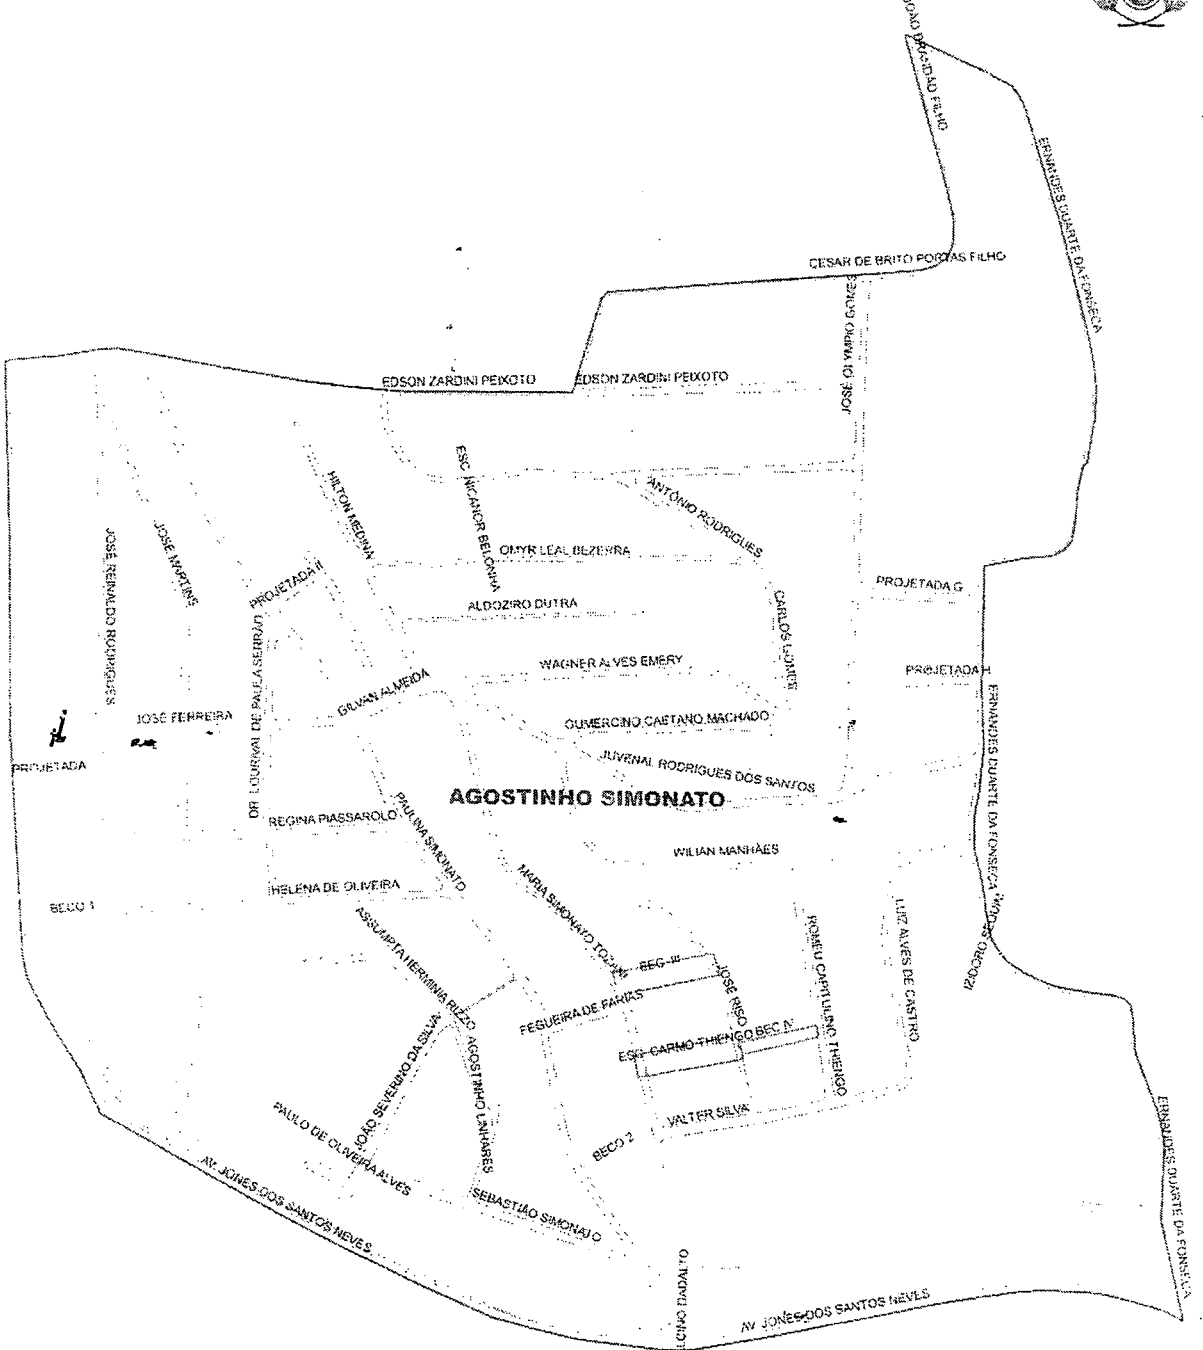 JOÃO BRANDÃO FILHO
ERNANDES DUARTE DA FONSECA
CESAR DE BRITO PORTAS FILHO
JOSÉ OLYMPIO GOMES
EDSON ZARDINI PEIXOTO
EDSON ZARDINI PEIXOTO
ESC NICANOR BELONHA
HILTON MEDINA
ANTÔNIO RODRIGUES
JOSÉ MARTINS
JOSÉ REINALDO RODRIGUES
OMYR LEAL BEZERRA
PROJETADA II
PROJETADA G
ALDOZIRO DUTRA
CARLOS GOMES
DR LOURIVAL DE PAULA SERRÃO
WAGNER ALVES EMERY
PROJETADA H
GILVAN ALMEIDA
JOSÉ FERREIRA
GUMERCINO CAETANO MACHADO
ERNANDES DUARTE DA FONSECA
PROJETADA
JUVENAL RODRIGUES DOS SANTOS
AGOSTINHO SIMONATO
PAULINA SIMONATO
REGINA PIASSAROLO
WILIAN MANHÃES
HELENA DE OLIVEIRA
MARIA SIMONATO
BECO 1
LUIZ ALVES DE CASTRO
ROMEU CAPITULINO THIENGO
IZIDORO
ASSUMPTA HERMINIA RIZZO
BEC III
JOSÉ RISO
FEGUEIRA DE FARIAS
ESC CARMO THIENGO BEC IV
JOÃO SEVERINO DA SILVA
AGOSTINHO LINHARES
VALTER SILVA
BECO 2
PAULO DE OLIVEIRA ALVES
ERNANDES DUARTE DA FONSECA
AV. JONES DOS SANTOS NEVES
SEBASTIÃO SIMONATO
DADALTO
AV JONES DOS SANTOS NEVES